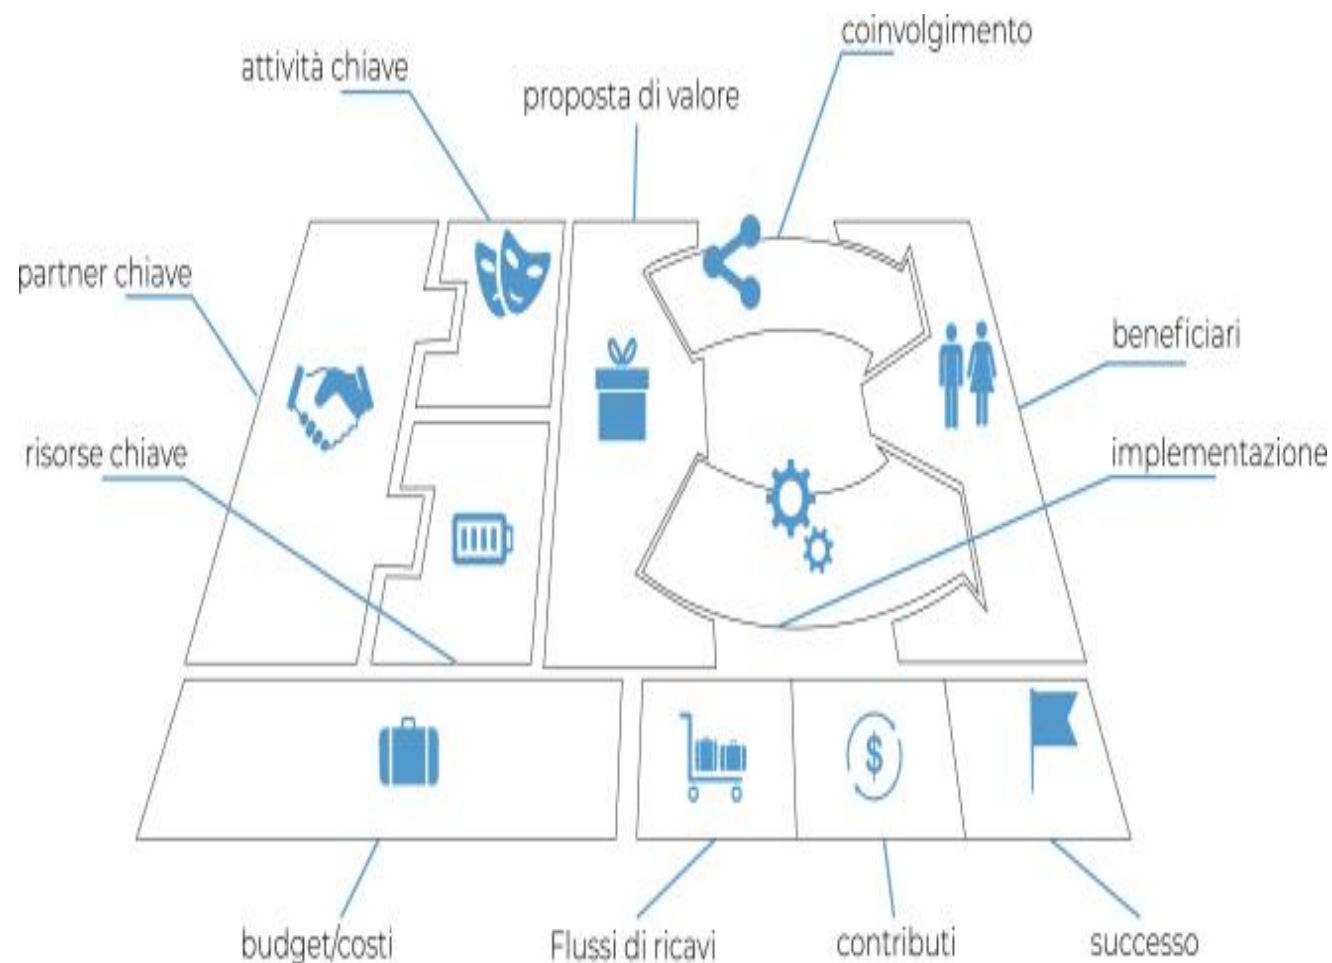 coinvolgimento
attività chiave
proposta di valore
partner chiave
beneficiari
risorse chiave
implementazione
$
budget/costi
Flussi di ricavi
contributi
successo